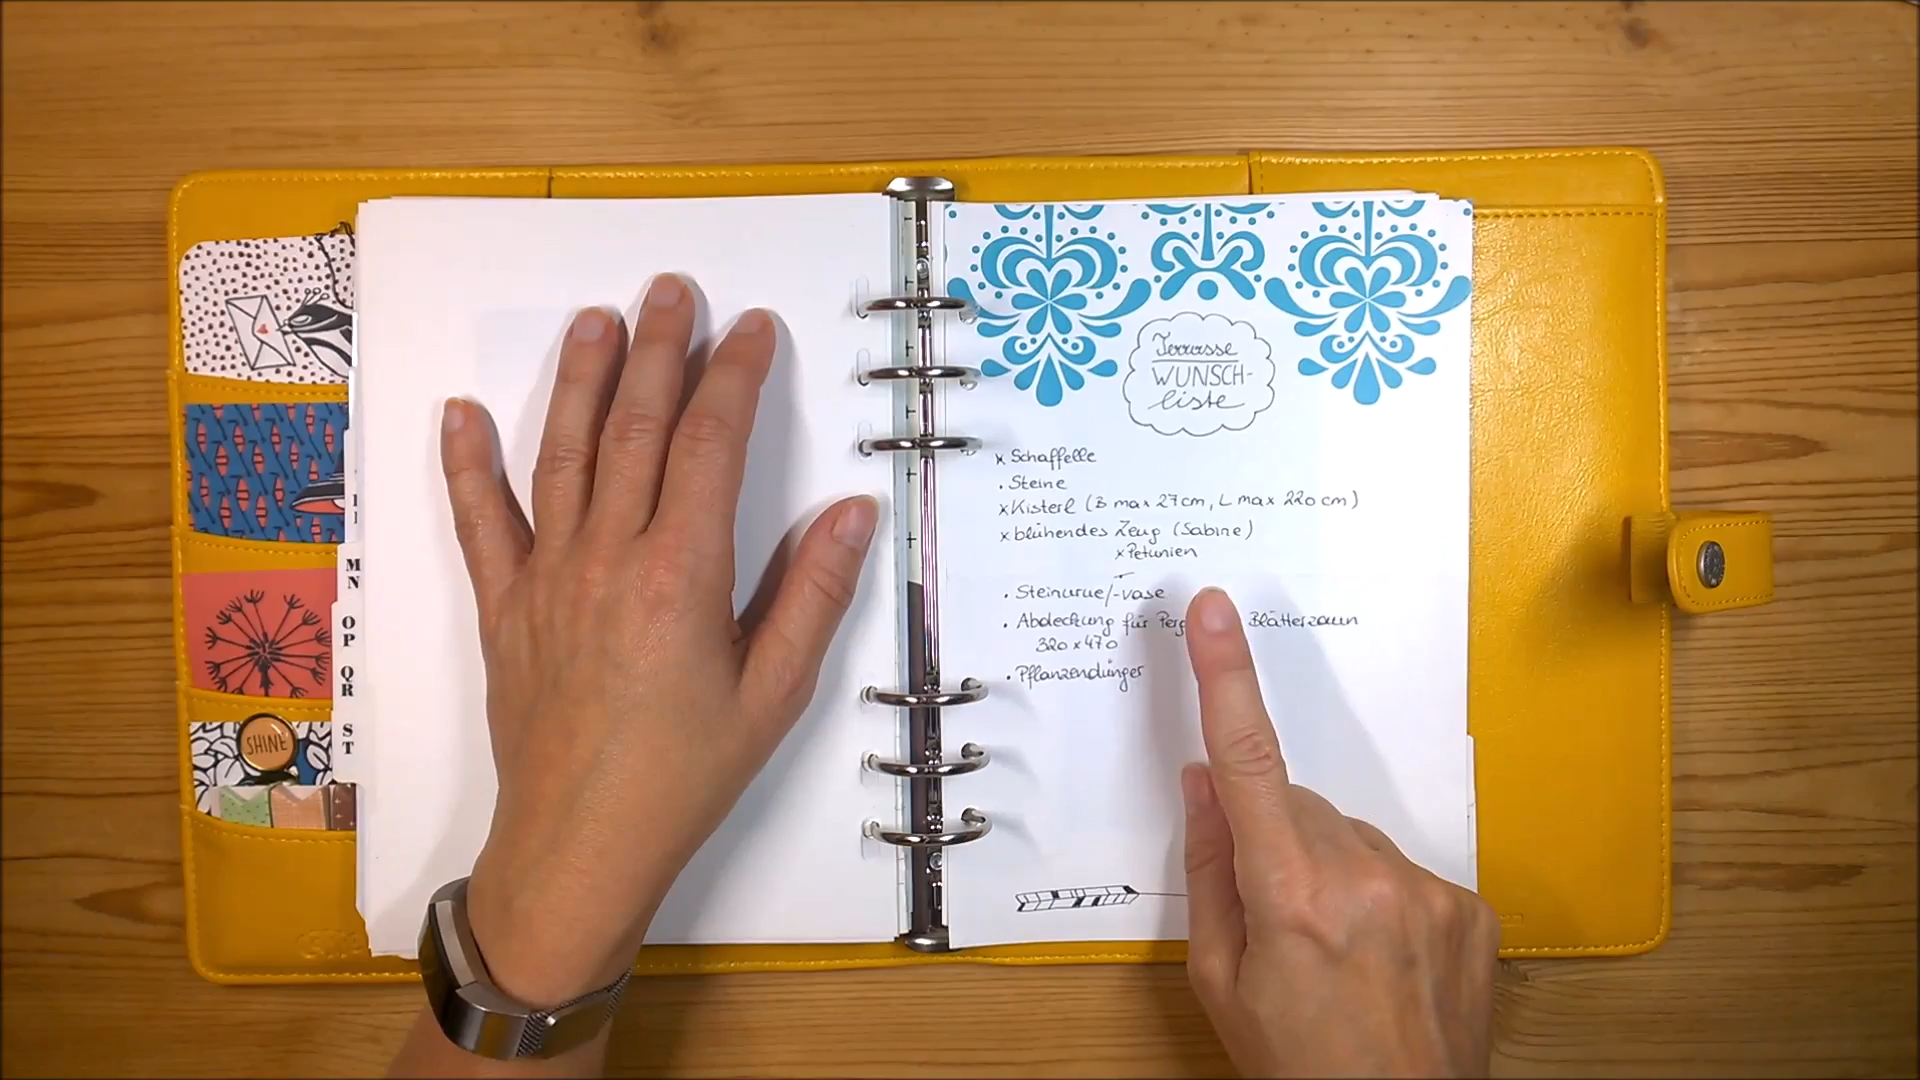 Terrasse
WUNSCH-
liste
x Schaffelle
. Steine
x Kisterl (B max 27cm, L max 220 cm)
x blühendes Zeug (Sabine)
x Petunien
. Steinurne/-vase
. Abdeckung für Blätterzaun
320 x 470
. Pflanzendünger
SHINE
M
N
O
P
Q
R
S
T